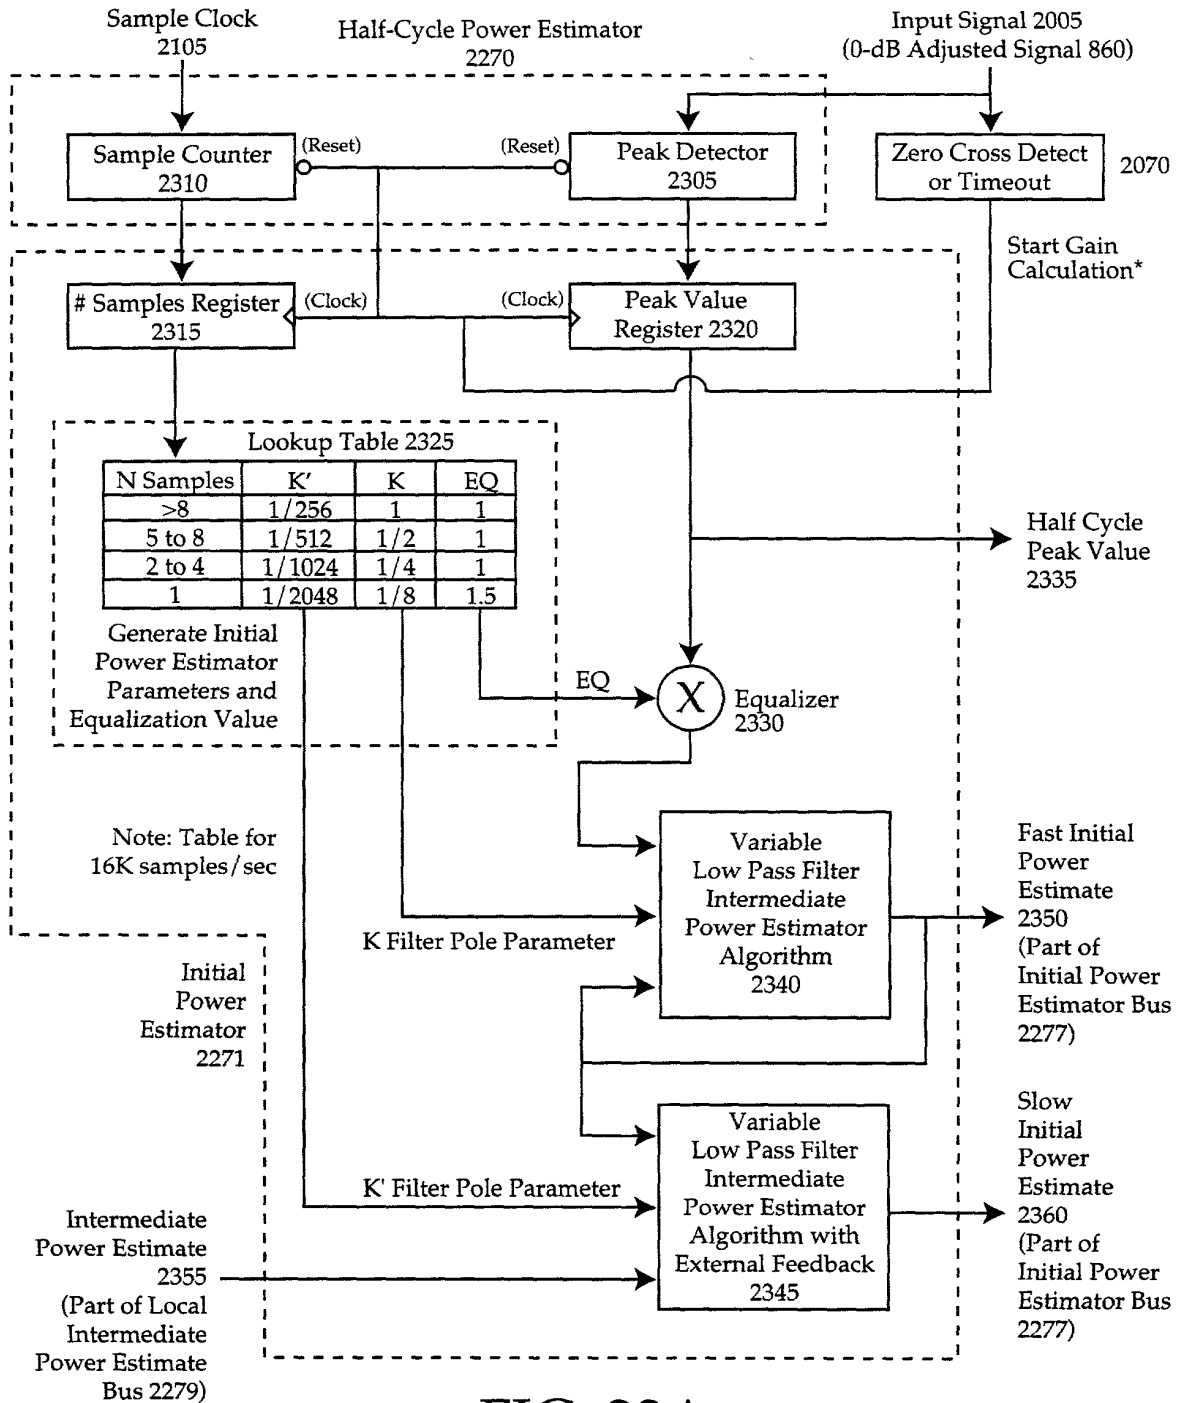 Sample Clock
2105
Half-Cycle Power Estimator
2270
Input Signal 2005
(0-dB Adjusted Signal 860)
Sample Counter
2310
(Reset)
(Reset)
Peak Detector
2305
Zero Cross Detect
or Timeout
2070
Start Gain
Calculation*
# Samples Register
2315
(Clock)
(Clock)
Peak Value
Register 2320
Lookup Table 2325
N Samples K' K EQ
>8 1/256 1 1
5 to 8 1/512 1/2 1
2 to 4 1/1024 1/4 1
1 1/2048 1/8 1.5
Generate Initial
Power Estimator
Parameters and
Equalization Value
Half Cycle
Peak Value
2335
EQ
X
Equalizer
2330
Note: Table for
16K samples/sec
Variable
Low Pass Filter
Intermediate
Power Estimator
Algorithm
2340
K Filter Pole Parameter
Fast Initial
Power
Estimate
2350
(Part of
Initial Power
Estimator Bus
2277)
Initial
Power
Estimator
2271
Variable
Low Pass Filter
Intermediate
Power Estimator
Algorithm with
External Feedback
2345
K' Filter Pole Parameter
Slow
Initial
Power
Estimate
2360
(Part of
Initial Power
Estimator Bus
2277)
Intermediate
Power Estimate
2355
(Part of Local
Intermediate
Power Estimate
Bus 2279)